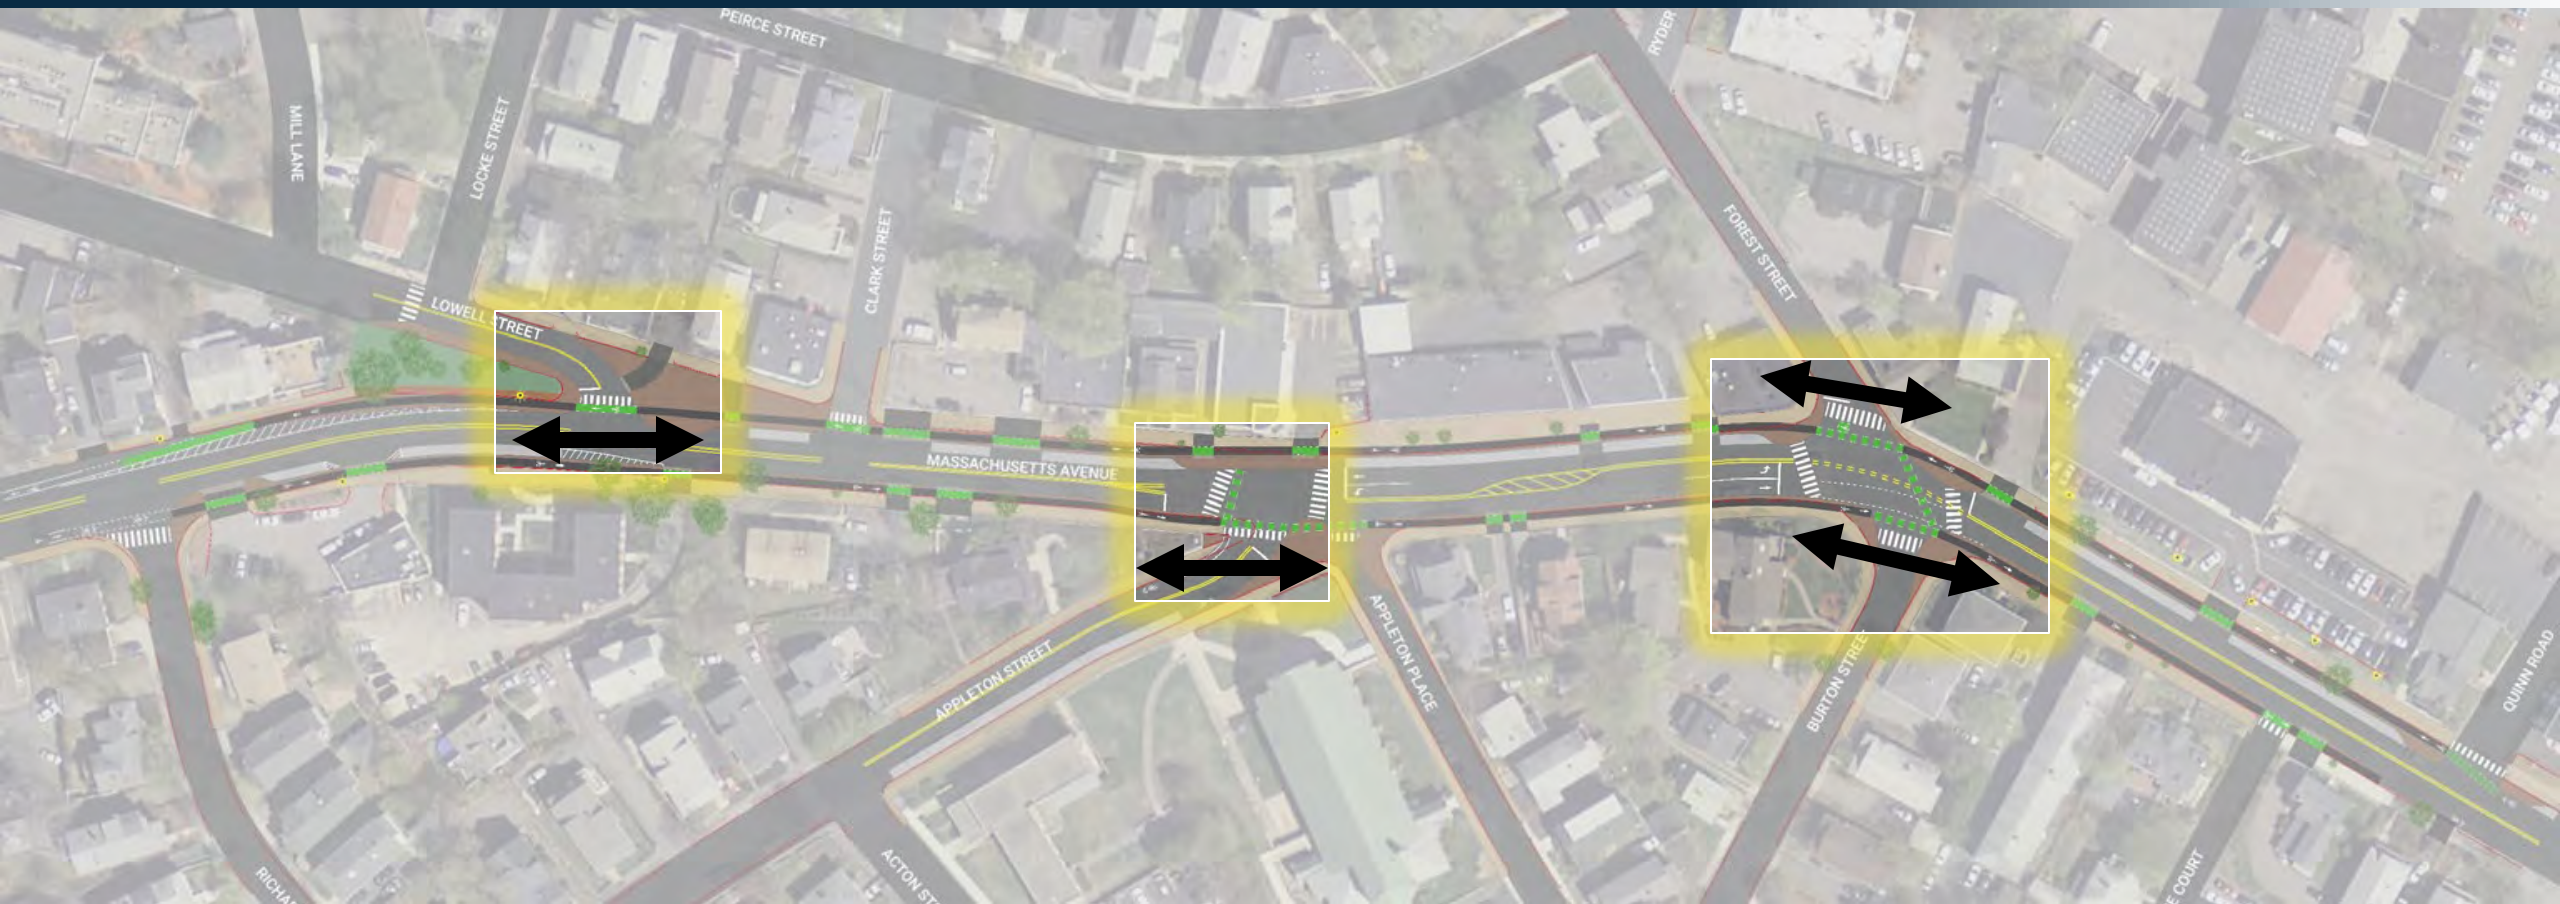 PEIRCE STREET
RYDER
MILL LANE
LOCKE STREET
CLARK STREET
FOREST STREET
LOWELL STREET
MASSACHUSETTS AVENUE
APPLETON STREET
APPLETON PLACE
BURTON STREET
QUINN ROAD
RICHA
ACTON ST
E COURT